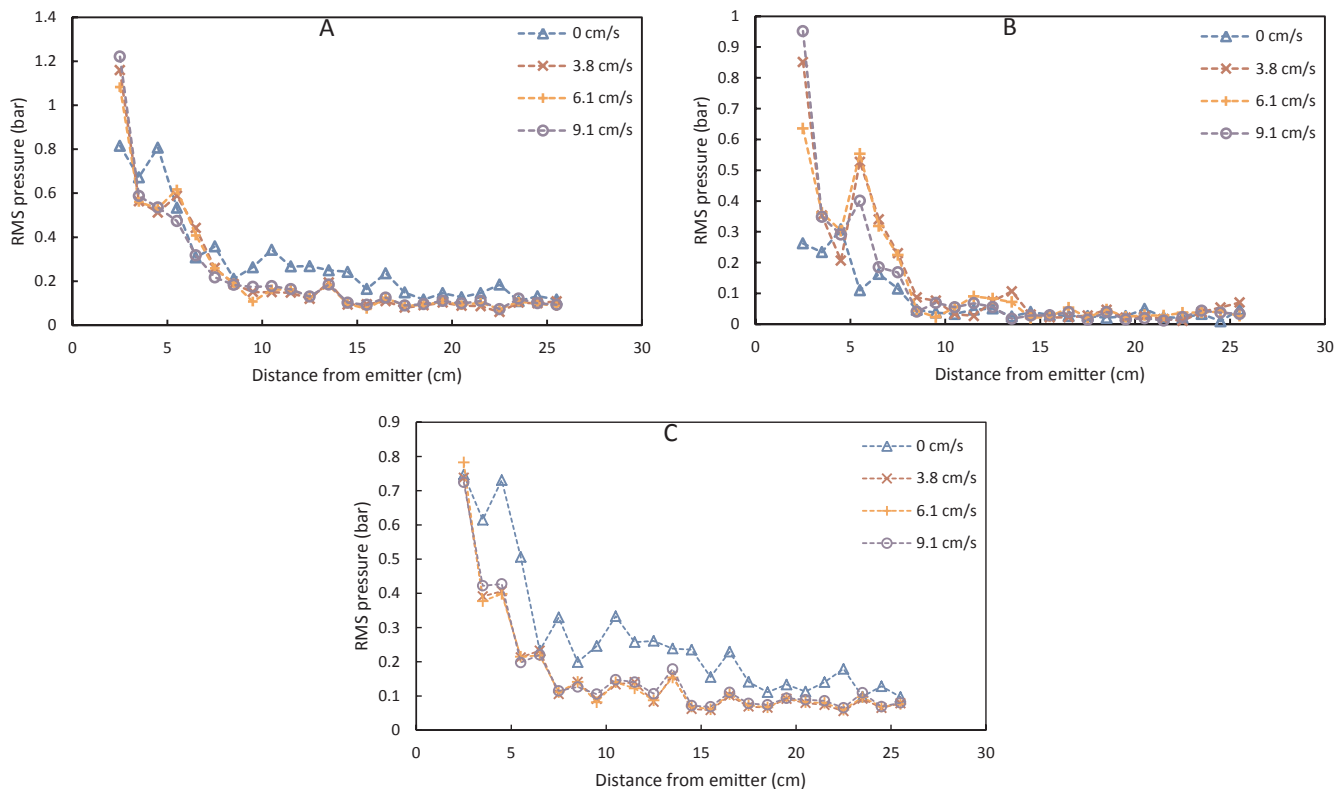 A
RMS pressure (bar)
1.4
1.2
1
0.8
0.6
0.4
0.2
0
0 5 10 15 20 25 30
Distance from emitter (cm)
0 cm/s
3.8 cm/s
6.1 cm/s
9.1 cm/s
B
RMS pressure (bar)
1
0.9
0.8
0.7
0.6
0.5
0.4
0.3
0.2
0.1
0
0 5 10 15 20 25 30
Distance from emitter (cm)
0 cm/s
3.8 cm/s
6.1 cm/s
9.1 cm/s
C
RMS pressure (bar)
0.9
0.8
0.7
0.6
0.5
0.4
0.3
0.2
0.1
0
0 5 10 15 20 25 30
Distance from emitter (cm)
0 cm/s
3.8 cm/s
6.1 cm/s
9.1 cm/s